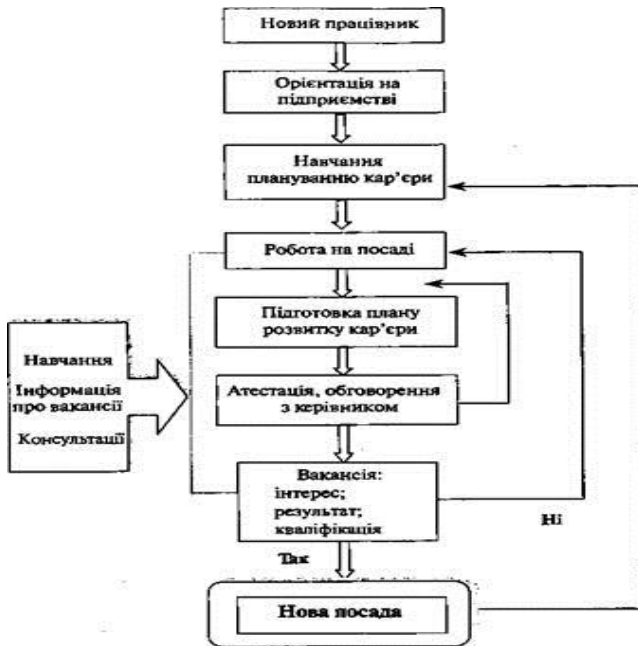 Новий працівник
Орієнтація на
підприємстві
Навчання
плануванню кар’єри
Робота на посаді
Підготовка плану
розвитку кар’єри
Навчання
Інформація
про вакансії
Консультації
Атестація, обговорення
з керівником
Вакансія:
інтерес;
результат;
кваліфікація
Ні
Так
Нова посада